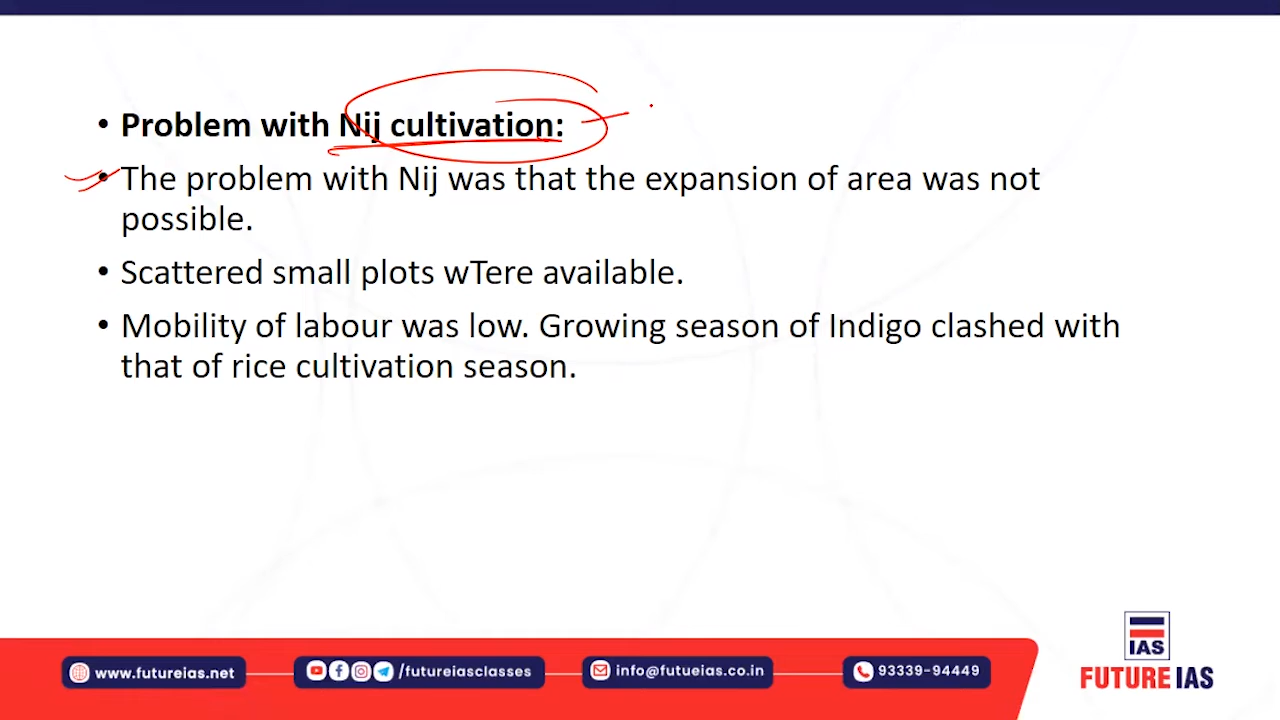 • Problem with Nij cultivation:
• The problem with Nij was that the expansion of area was not
possible.
• Scattered small plots wTere available.
• Mobility of labour was low. Growing season of Indigo clashed with
that of rice cultivation season.
IAS
www.futureias.net
/futureiasclasses
info@futueias.co.in
93339-94449
FUTURE IAS